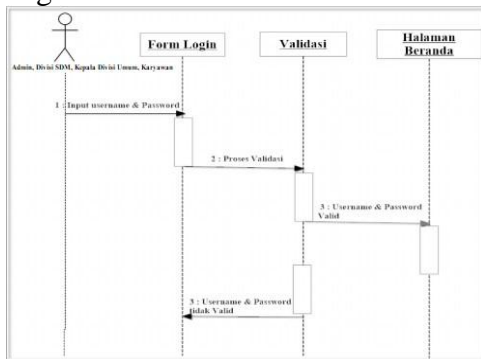 Form Login
Validasi
Halaman
Beranda
Admin, Divisi SDM, Kepala Divisi Umum, Karyawan
1 : Input username & Password
2 : Proses Validasi
3 : Username & Password
Valid
3 : Username & Password
tidak Valid